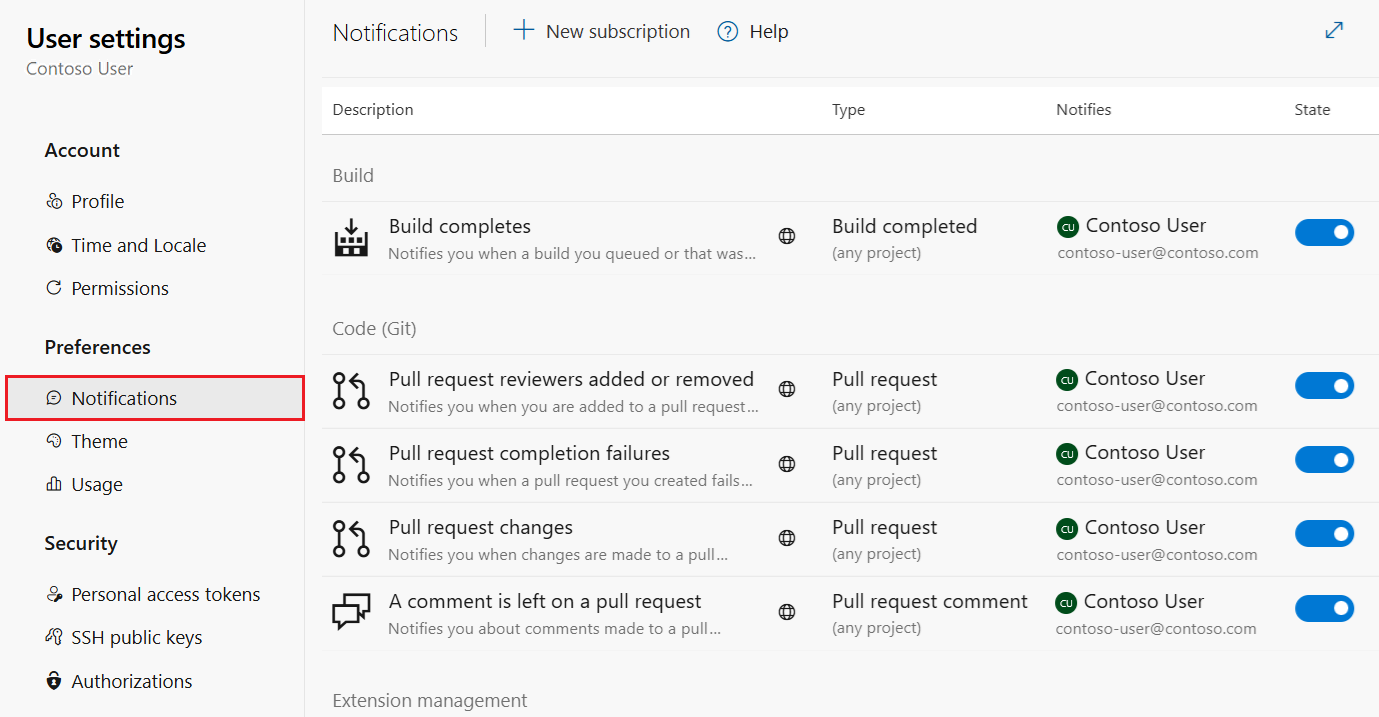 User settings
Contoso User
Account
Profile
Time and Locale
Permissions
Preferences
Notifications
Theme
Usage
Security
Personal access tokens
SSH public keys
Authorizations
Notifications
New subscription
Help
Description Type Notifies State
Build
Build completes Build completed CU Contoso User
Notifies you when a build you queued or that was... (any project) contoso-user@contoso.com
Code (Git)
Pull request reviewers added or removed Pull request CU Contoso User
Notifies you when you are added to a pull request... (any project) contoso-user@contoso.com
Pull request completion failures Pull request CU Contoso User
Notifies you when a pull request you created fails... (any project) contoso-user@contoso.com
Pull request changes Pull request CU Contoso User
Notifies you when changes are made to a pull... (any project) contoso-user@contoso.com
A comment is left on a pull request Pull request comment CU Contoso User
Notifies you about comments made to a pull... (any project) contoso-user@contoso.com
Extension management